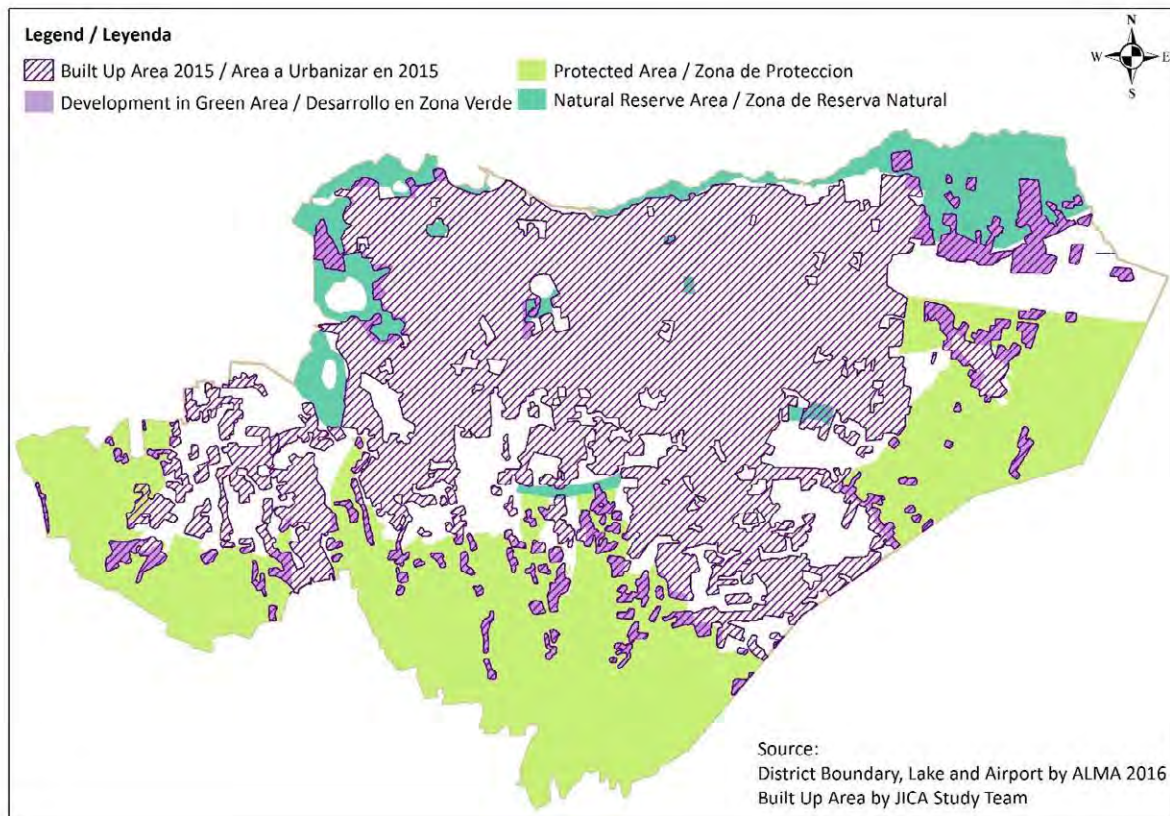 Legend / Leyenda
Built Up Area 2015 / Area a Urbanizar en 2015
Development in Green Area / Desarrollo en Zona Verde
Protected Area / Zona de Proteccion
Natural Reserve Area / Zona de Reserva Natural
N
W E
S
Source:
District Boundary, Lake and Airport by ALMA 2016
Built Up Area by JICA Study Team